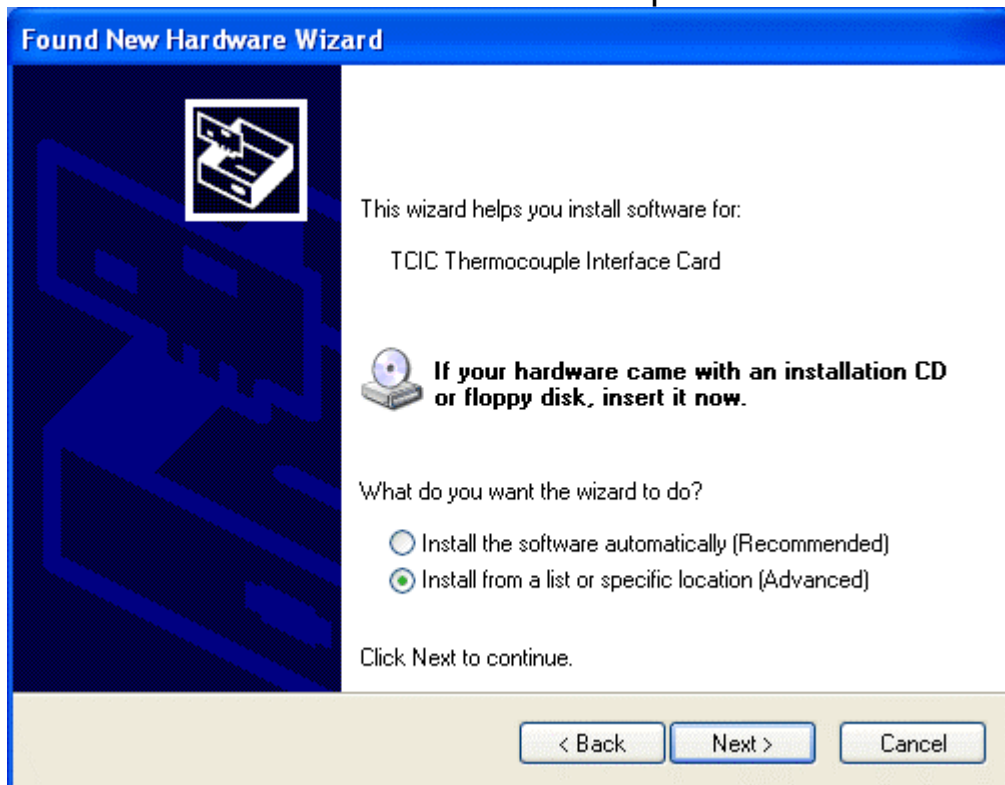 Found New Hardware Wizard
This wizard helps you install software for:
TCIC Thermocouple Interface Card
If your hardware came with an installation CD
or floppy disk, insert it now.
What do you want the wizard to do?
Install the software automatically (Recommended)
Install from a list or specific location (Advanced)
Click Next to continue.
< Back
Next >
Cancel